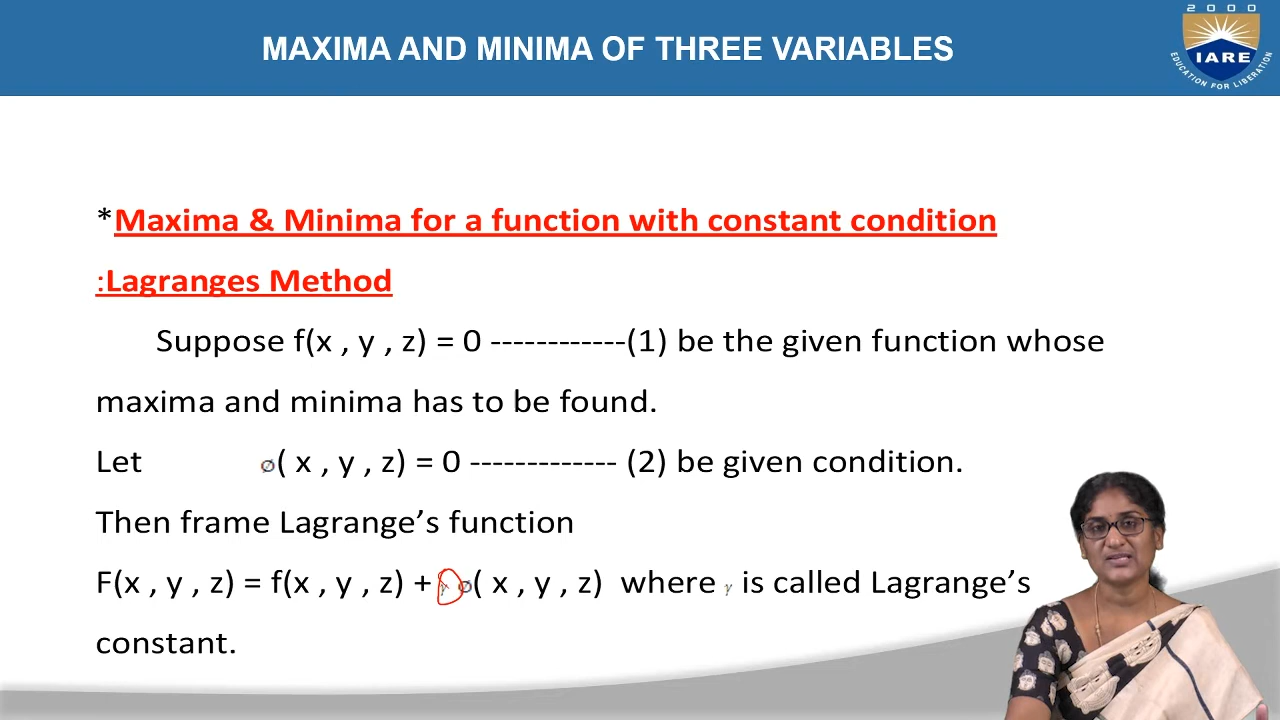 MAXIMA AND MINIMA OF THREE VARIABLES
2000
IARE
EDUCATION FOR LIBERATION
*Maxima & Minima for a function with constant condition
:Lagranges Method
Suppose f(x , y , z) = 0 ------------(1) be the given function whose
maxima and minima has to be found.
Let ∅( x , y , z) = 0 ------------- (2) be given condition.
Then frame Lagrange’s function
F(x , y , z) = f(x , y , z) + γ ∅( x , y , z) where γ is called Lagrange’s
constant.